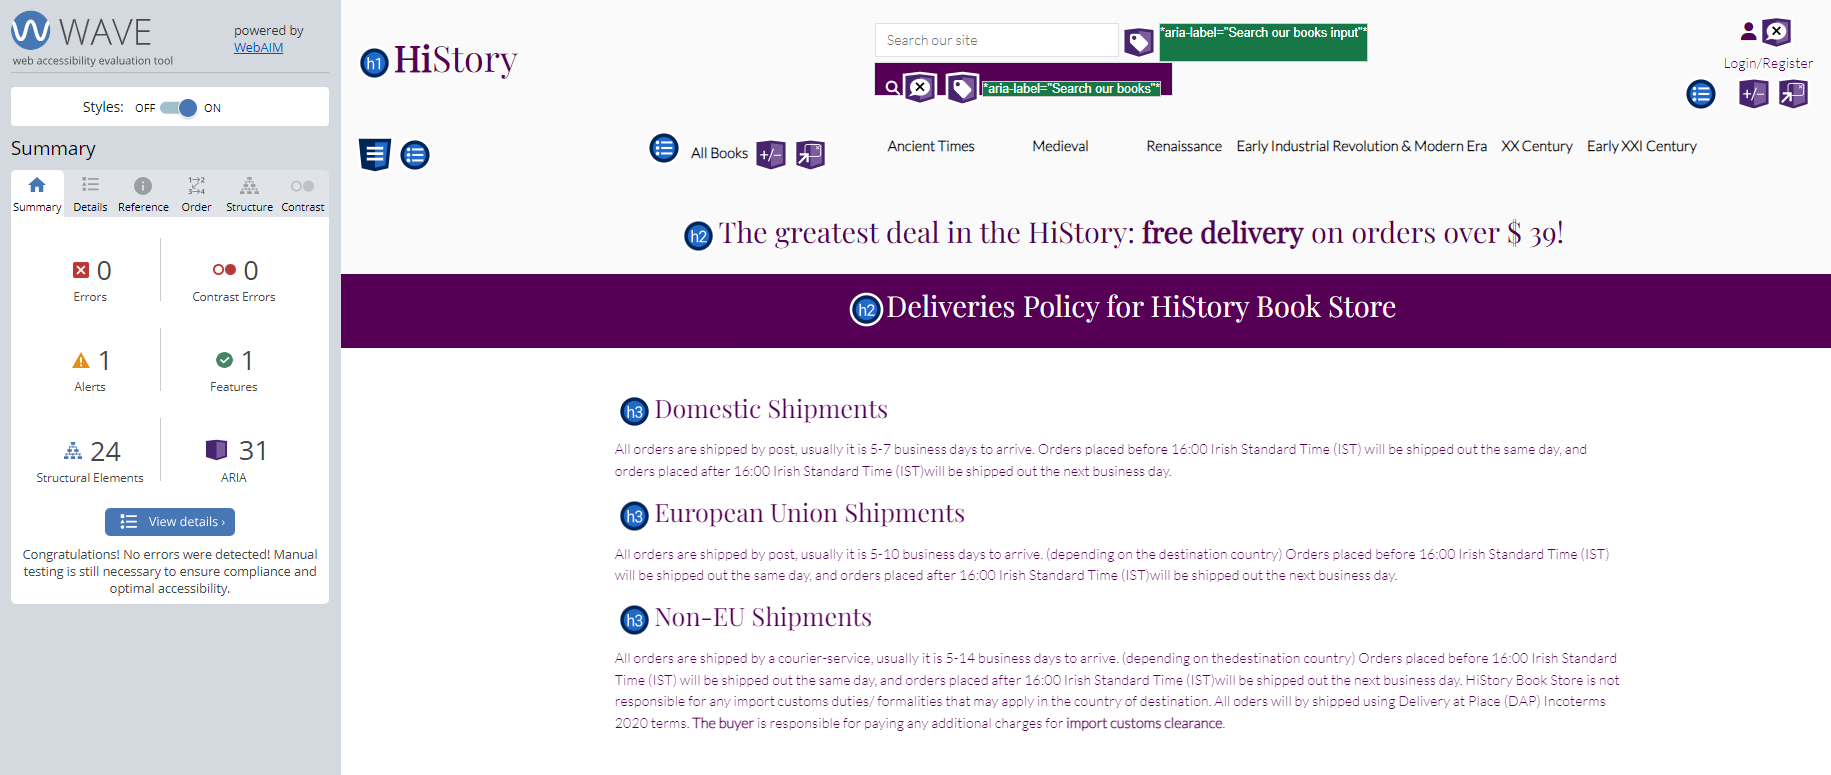 WAVE
powered by
WebAIM
web accessibility evaluation tool
Styles: OFF ON
Summary
1→2
3→4
Summary Details Reference Order Structure Contrast
0 0
Errors Contrast Errors
1 1
Alerts Features
24 31
Structural Elements ARIA
View details ›
Congratulations! No errors were detected! Manual
testing is still necessary to ensure compliance and
optimal accessibility.
h1 HiStory
Search our site *aria-label="Search our books input"*
*aria-label="Search our books"*
Login/Register
+/-
All Books +/- Ancient Times Medieval Renaissance Early Industrial Revolution & Modern Era XX Century Early XXI Century
h2 The greatest deal in the HiStory: free delivery on orders over $ 39!
h2 Deliveries Policy for HiStory Book Store
h3 Domestic Shipments
All orders are shipped by post, usually it is 5-7 business days to arrive. Orders placed before 16:00 Irish Standard Time (IST) will be shipped out the same day, and
orders placed after 16:00 Irish Standard Time (IST)will be shipped out the next business day.
h3 European Union Shipments
All orders are shipped by post, usually it is 5-10 business days to arrive. (depending on the destination country) Orders placed before 16:00 Irish Standard Time (IST)
will be shipped out the same day, and orders placed after 16:00 Irish Standard Time (IST)will be shipped out the next business day.
h3 Non-EU Shipments
All orders are shipped by a courier-service, usually it is 5-14 business days to arrive. (depending on thedestination country) Orders placed before 16:00 Irish Standard
Time (IST) will be shipped out the same day, and orders placed after 16:00 Irish Standard Time (IST)will be shipped out the next business day. HiStory Book Store is not
responsible for any import customs duties/ formalities that may apply in the country of destination. All oders will by shipped using Delivery at Place (DAP) Incoterms
2020 terms. The buyer is responsible for paying any additional charges for import customs clearance.